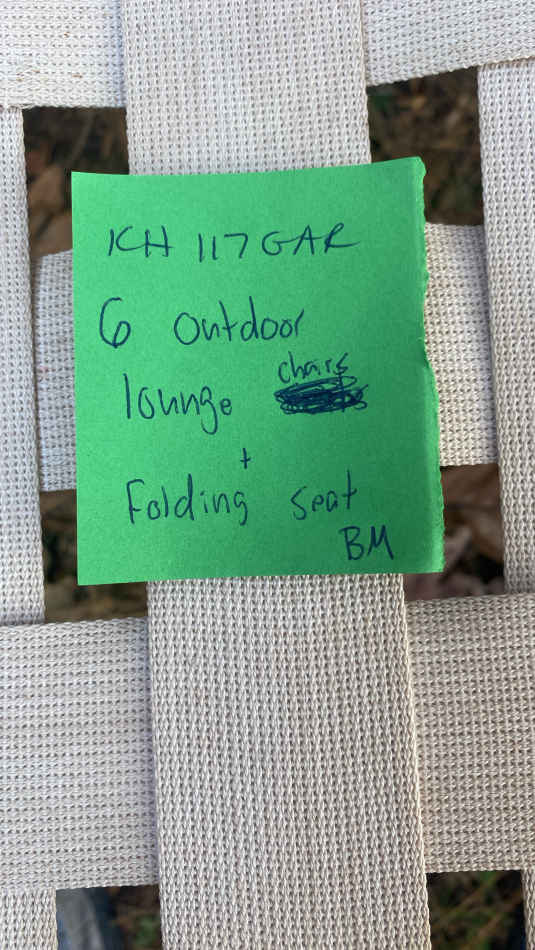 KH 117 GAR
6 outdoor
lounge chairs
+
Folding seat
BM